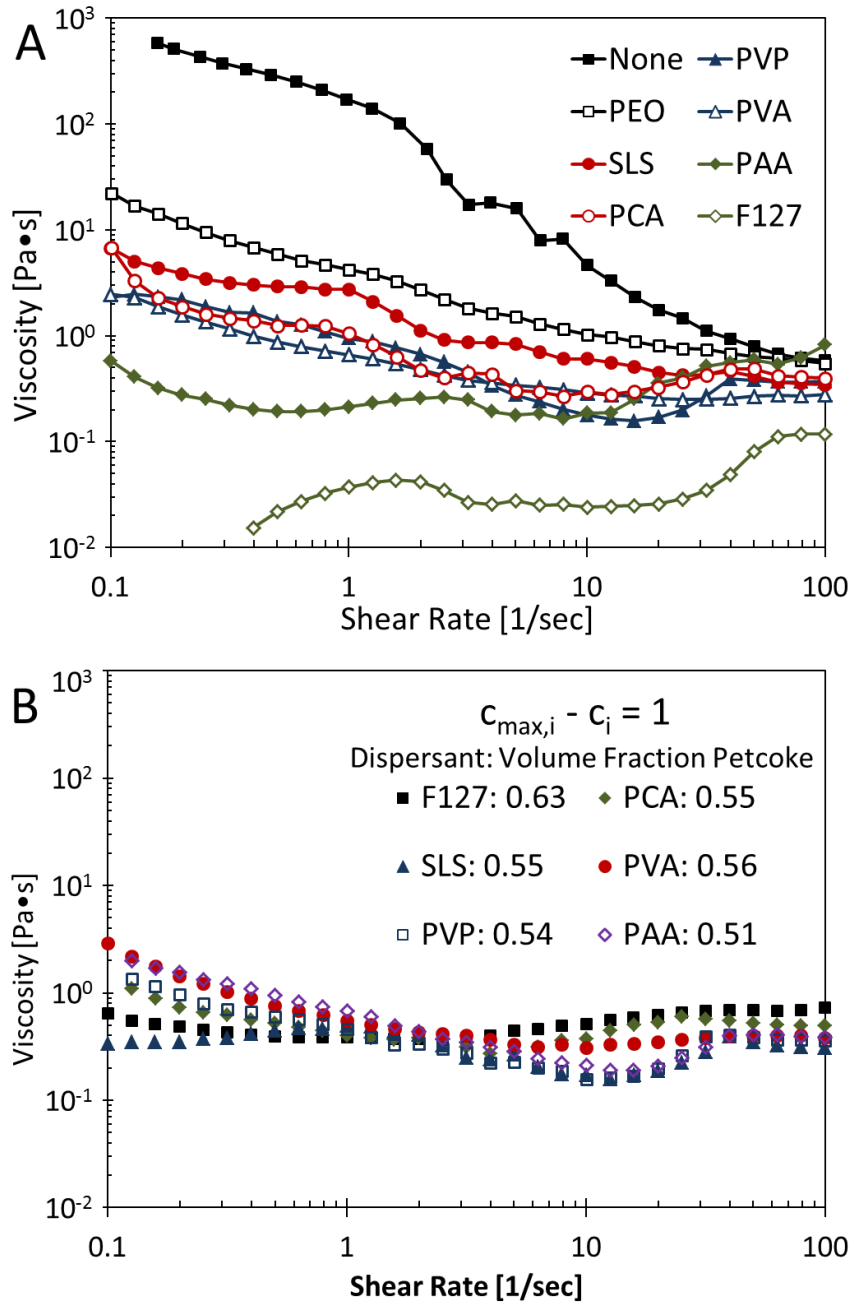 A
10³
10²
10¹
10⁰
10⁻¹
10⁻²
Viscosity [Pa•s]
None PVP
PEO PVA
SLS PAA
PCA F127
0.1 1 10 100
Shear Rate [1/sec]
B
10³
10²
10¹
10⁰
10⁻¹
10⁻²
Viscosity [Pa•s]
cmax,i - ci = 1
Dispersant: Volume Fraction Petcoke
F127: 0.63 PCA: 0.55
SLS: 0.55 PVA: 0.56
PVP: 0.54 PAA: 0.51
0.1 1 10 100
Shear Rate [1/sec]